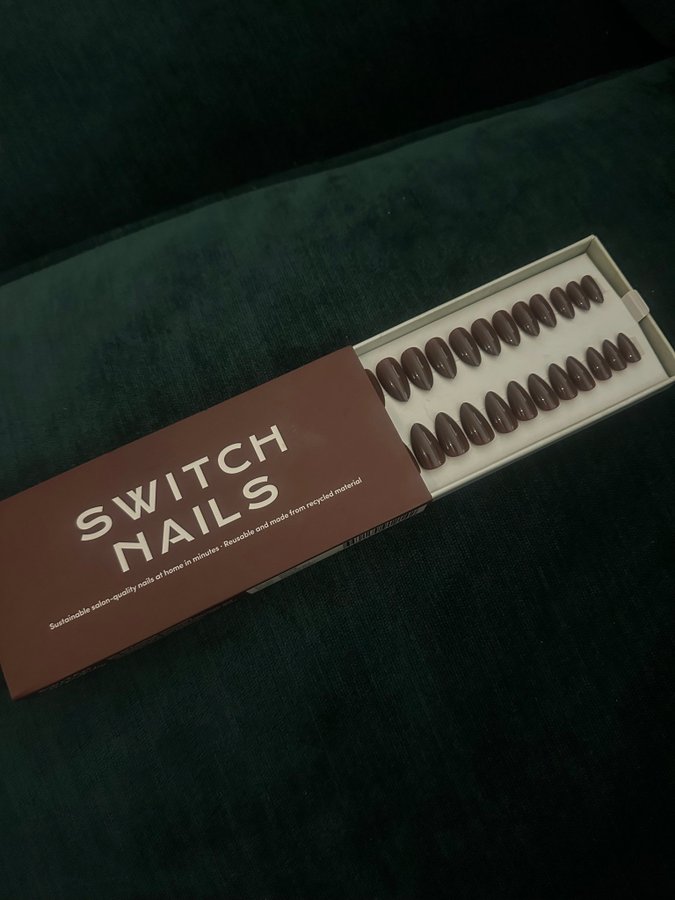 SWITCH
NAILS
Sustainable salon-quality nails at home in minutes · Reusable and made from recycled material